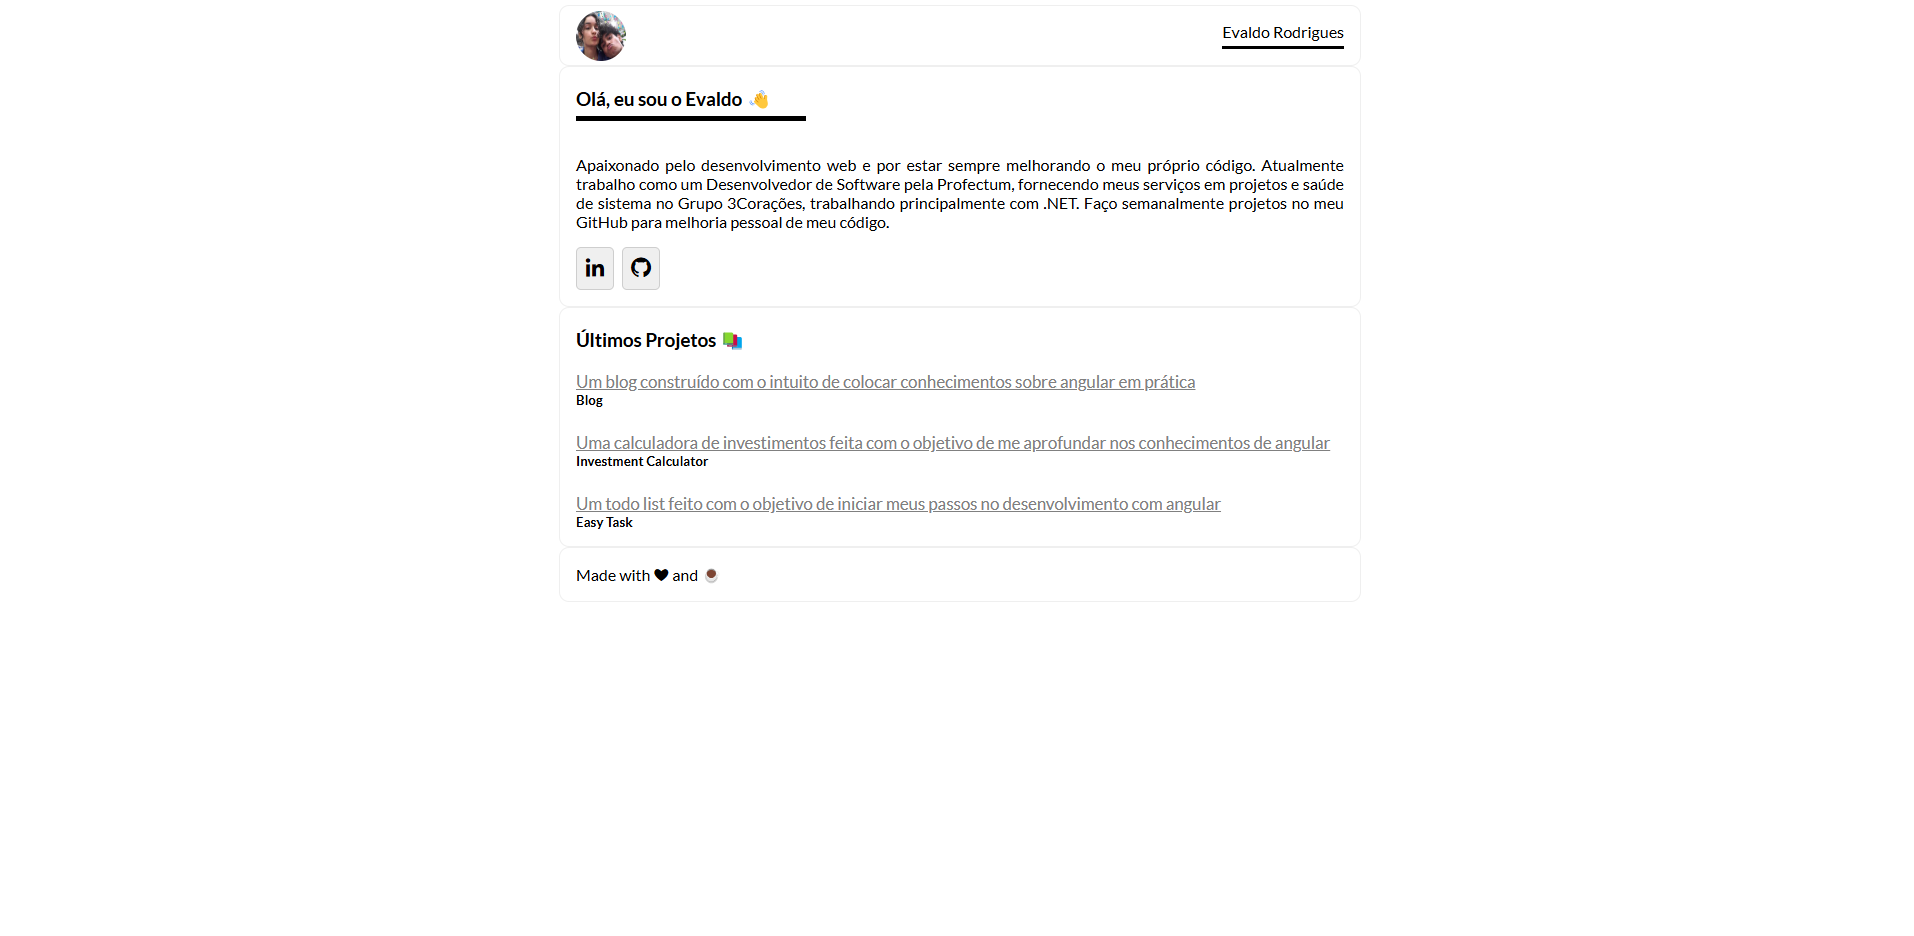 Evaldo Rodrigues
Olá, eu sou o Evaldo 👋
Apaixonado pelo desenvolvimento web e por estar sempre melhorando o meu próprio código. Atualmente
trabalho como um Desenvolvedor de Software pela Profectum, fornecendo meus serviços em projetos e saúde
de sistema no Grupo 3Corações, trabalhando principalmente com .NET. Faço semanalmente projetos no meu
GitHub para melhoria pessoal de meu código.
in
Últimos Projetos
Um blog construído com o intuito de colocar conhecimentos sobre angular em prática
Blog
Uma calculadora de investimentos feita com o objetivo de me aprofundar nos conhecimentos de angular
Investment Calculator
Um todo list feito com o objetivo de iniciar meus passos no desenvolvimento com angular
Easy Task
Made with ♥ and ☕